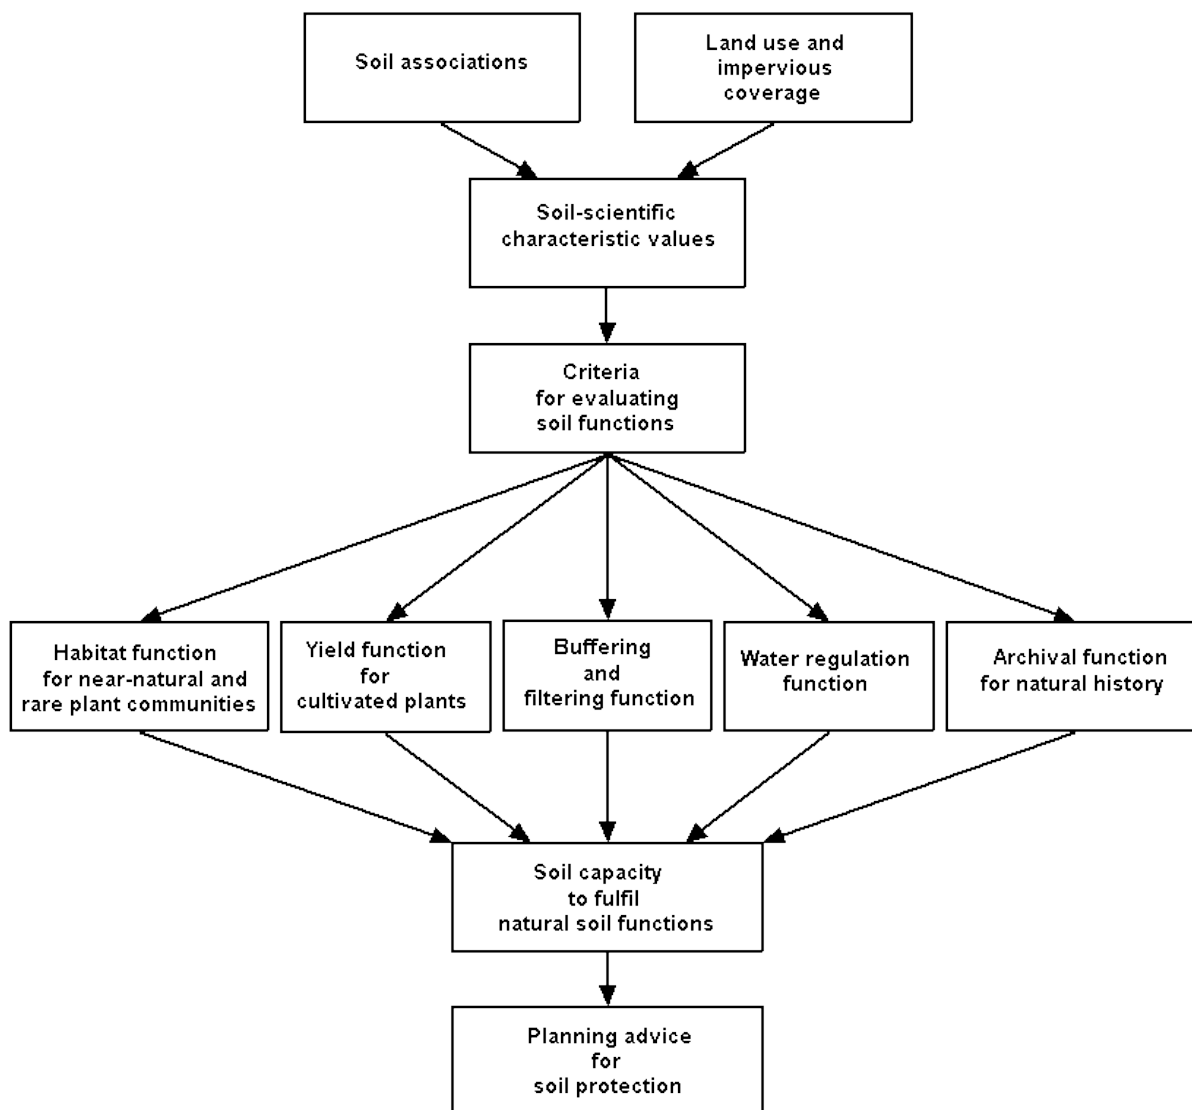 Soil associations
Land use and
impervious
coverage
Soil-scientific
characteristic values
Criteria
for evaluating
soil functions
Habitat function
for near-natural and
rare plant communities
Yield function
for
cultivated plants
Buffering
and
filtering function
Water regulation
function
Archival function
for natural history
Soil capacity
to fulfil
natural soil functions
Planning advice
for
soil protection